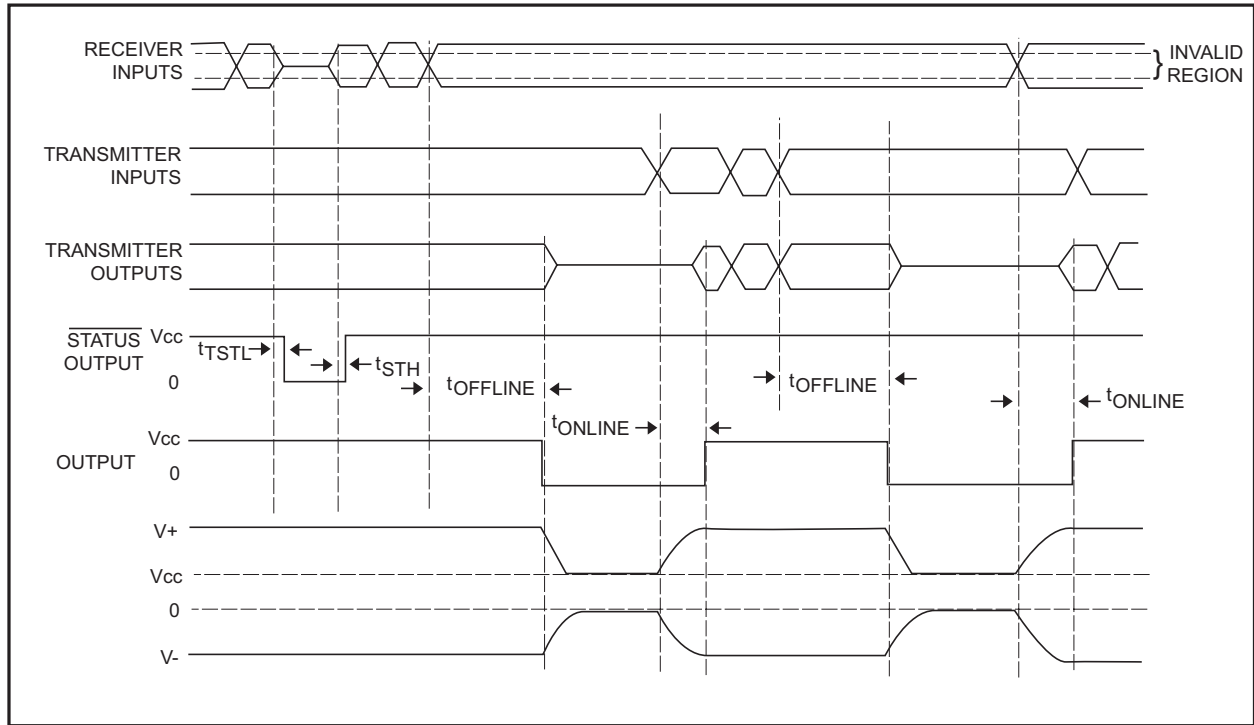 RECEIVER
INPUTS
} INVALID
REGION
TRANSMITTER
INPUTS
TRANSMITTER
OUTPUTS
STATUS
OUTPUT
Vcc
0
tTSTL
tSTH
tOFFLINE
tONLINE
tOFFLINE
tONLINE
OUTPUT
Vcc
0
V+
Vcc
0
V-